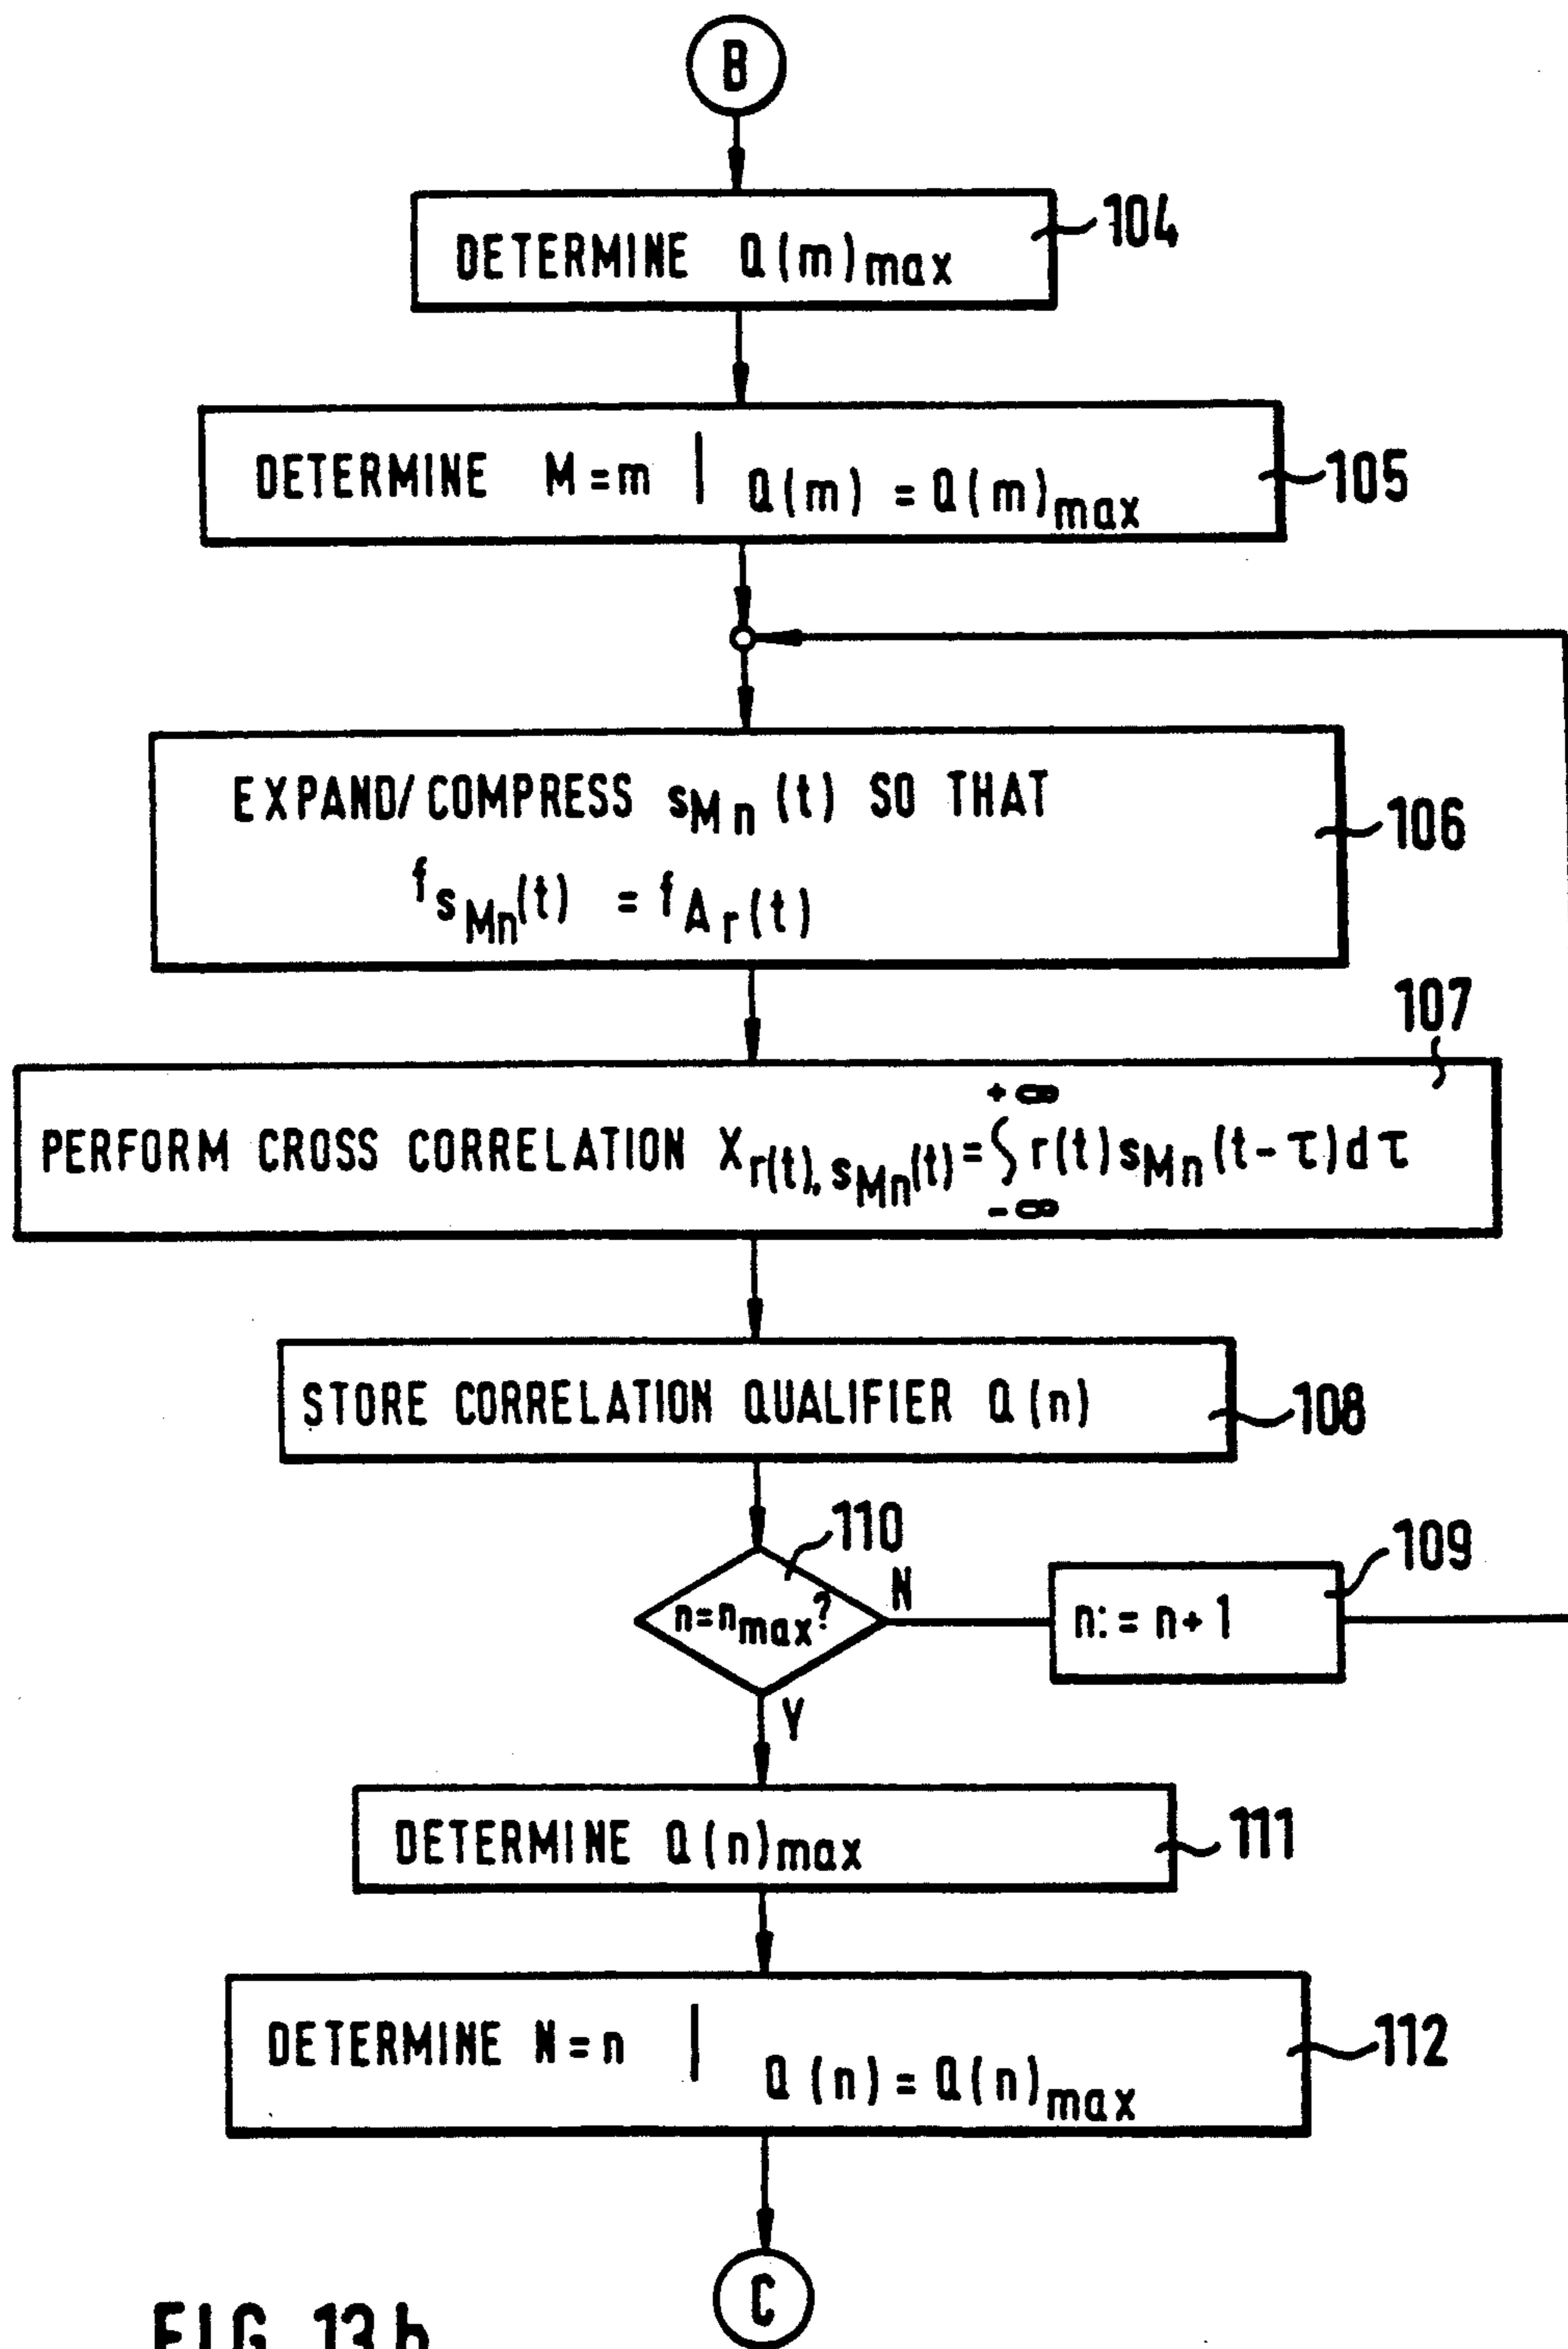 B
DETERMINE Q(m)max
104
DETERMINE M=m | Q(m) = Q(m)max
105
EXPAND/COMPRESS sMn(t) SO THAT
fsMn(t) = fAr(t)
106
107
+∞
PERFORM CROSS CORRELATION Xr(t),sMn(t)=∫r(t)sMn(t-τ)dτ
-∞
STORE CORRELATION QUALIFIER Q(n)
108
110
n=nmax?
N
n:=n+1
109
Y
DETERMINE Q(n)max
111
DETERMINE N=n | Q(n)=Q(n)max
112
C
FIG 13b